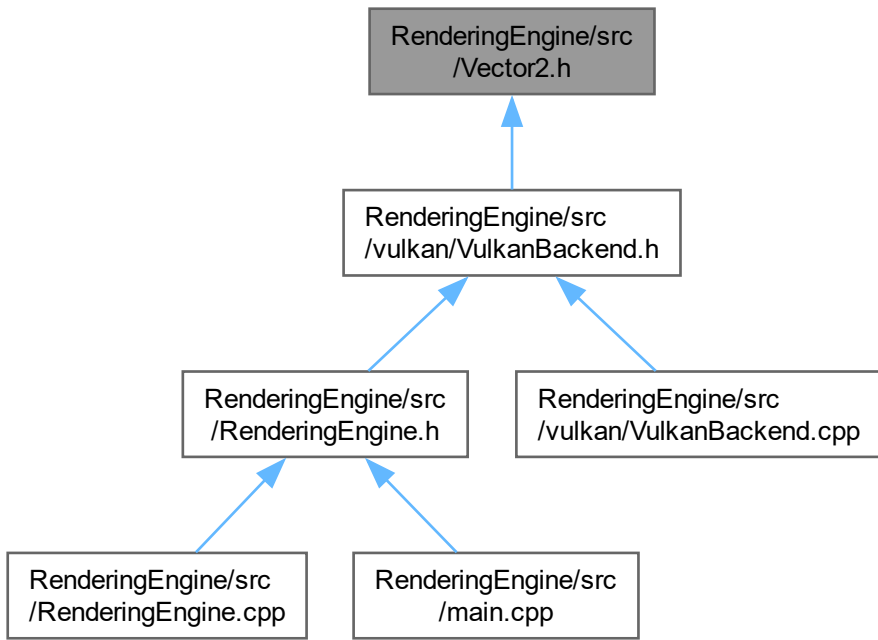 RenderingEngine/src
/Vector2.h
RenderingEngine/src
/vulkan/VulkanBackend.h
RenderingEngine/src
/RenderingEngine.h
RenderingEngine/src
/vulkan/VulkanBackend.cpp
RenderingEngine/src
/RenderingEngine.cpp
RenderingEngine/src
/main.cpp